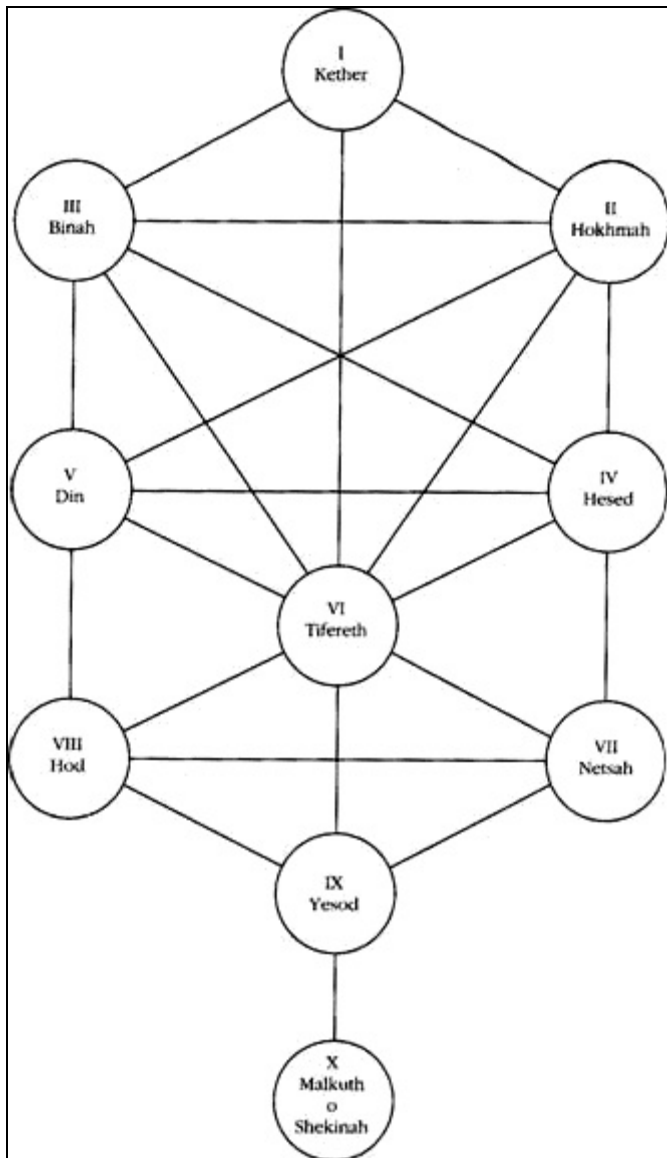 I
Kether
III
Binah
II
Hokhmah
V
Din
IV
Hesed
VI
Tifereth
VIII
Hod
VII
Netsah
IX
Yesod
X
Malkuth
o
Shekinah